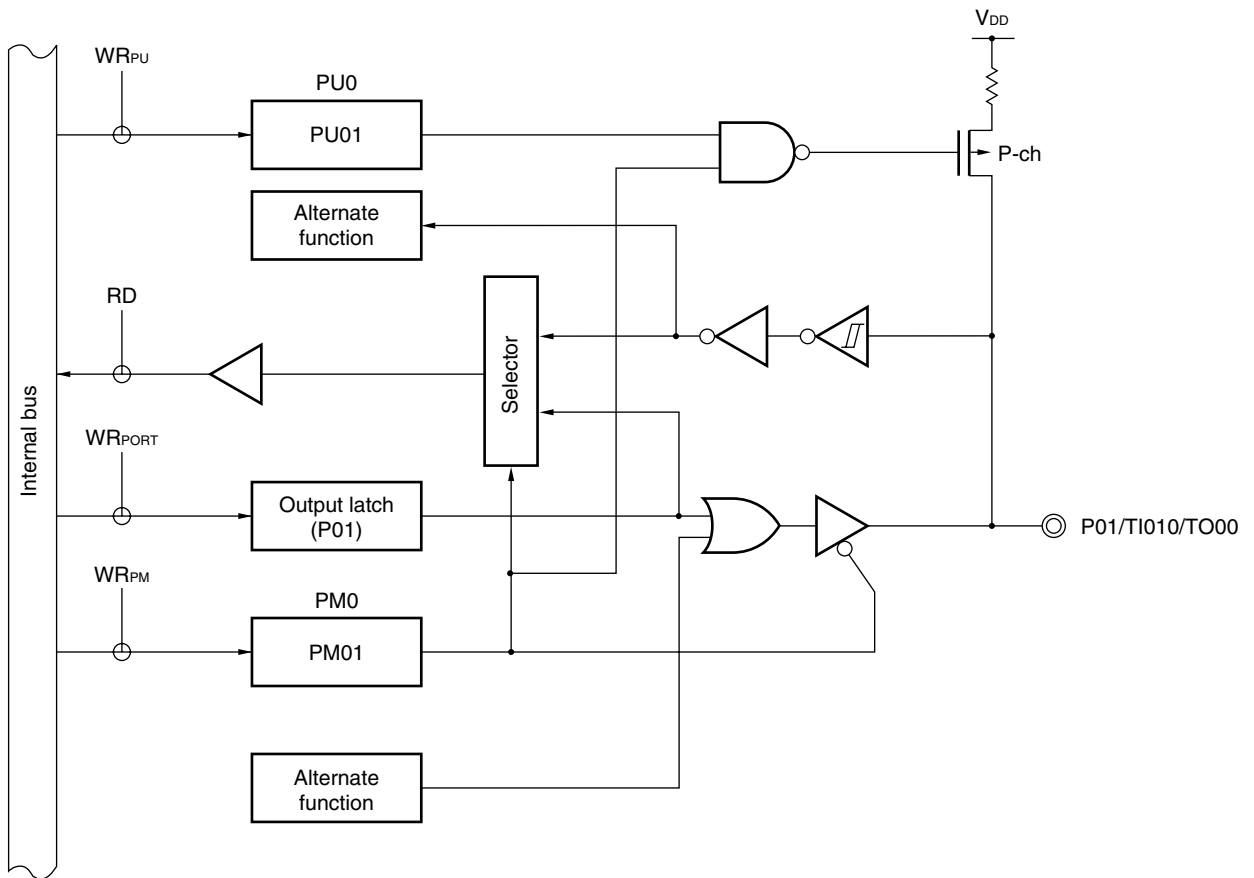 VDD
WRPU
PU0
PU01
P-ch
Alternate
function
RD
Selector
Internal bus
WRPORT
Output latch
(P01)
P01/TI010/TO00
WRPM
PM0
PM01
Alternate
function